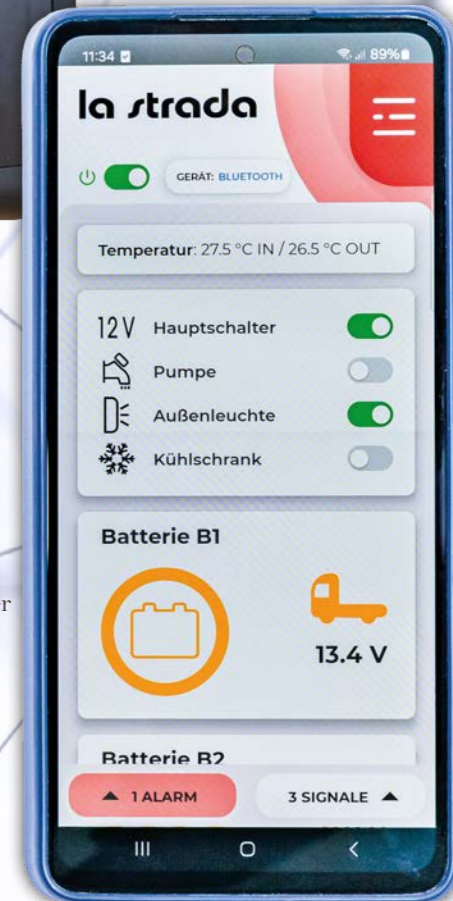 11:34 89%
la strada
GERÄT: BLUETOOTH
Temperatur: 27.5 °C IN / 26.5 °C OUT
12V Hauptschalter
Pumpe
Außenleuchte
Kühlschrank
Batterie B1
13.4 V
Batterie B2
1 ALARM 3 SIGNALE